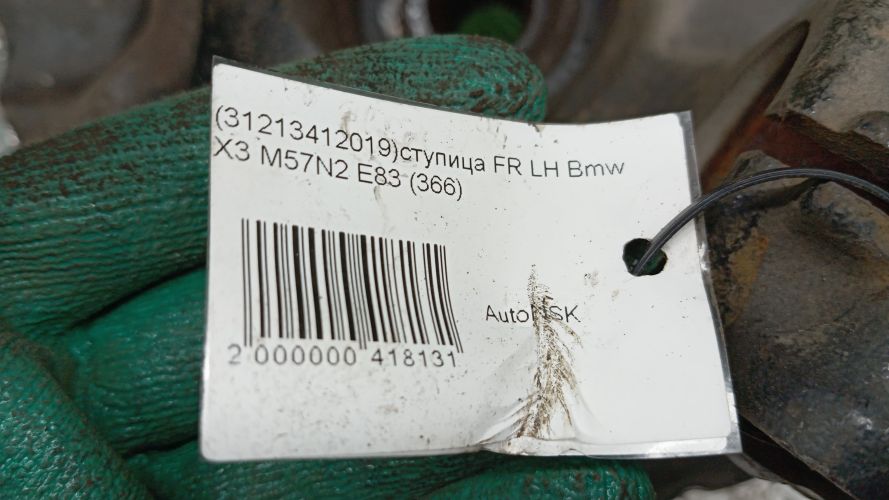 (31213412019)ступица FR LH Bmw
X3 M57N2 E83 (366)
2 000000 418131